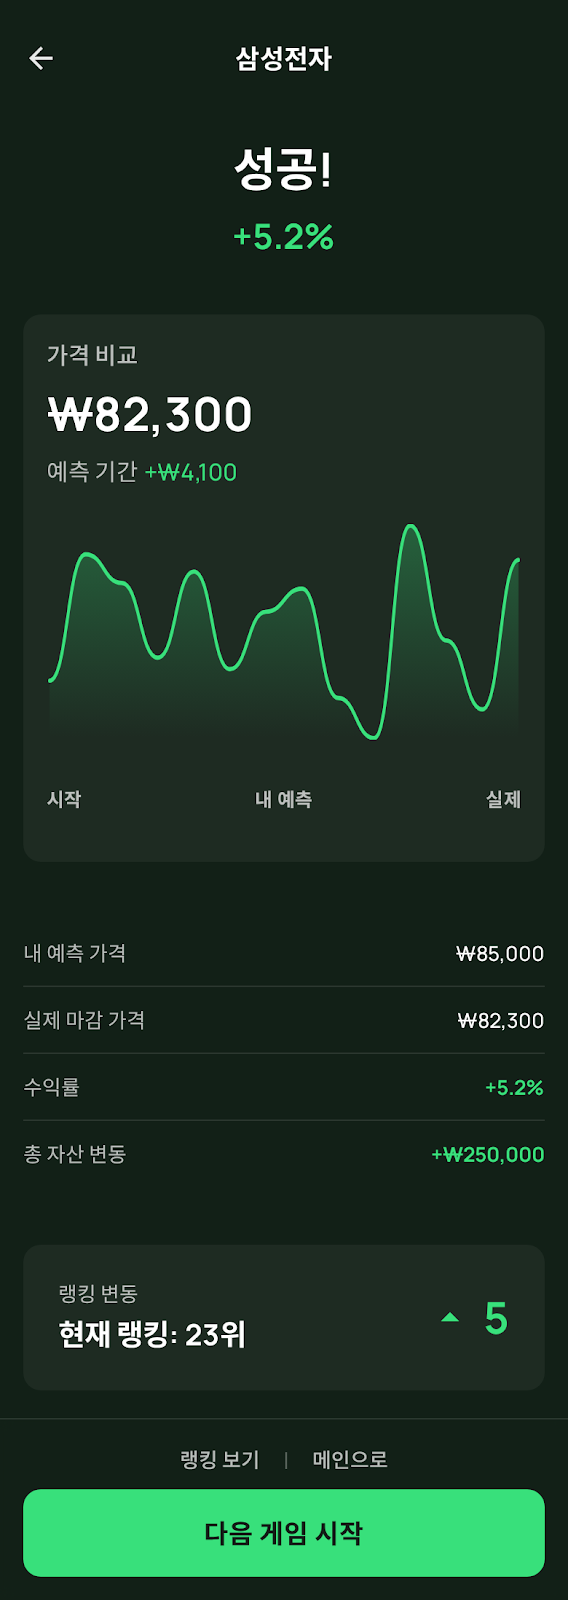 삼성전자
성공!
+5.2%
가격 비교
₩82,300
예측 기간 +₩4,100
시작 내 예측 실제
내 예측 가격 ₩85,000
실제 마감 가격 ₩82,300
수익률 +5.2%
총 자산 변동 +₩250,000
랭킹 변동
현재 랭킹: 23위
5
랭킹 보기 | 메인으로
다음 게임 시작